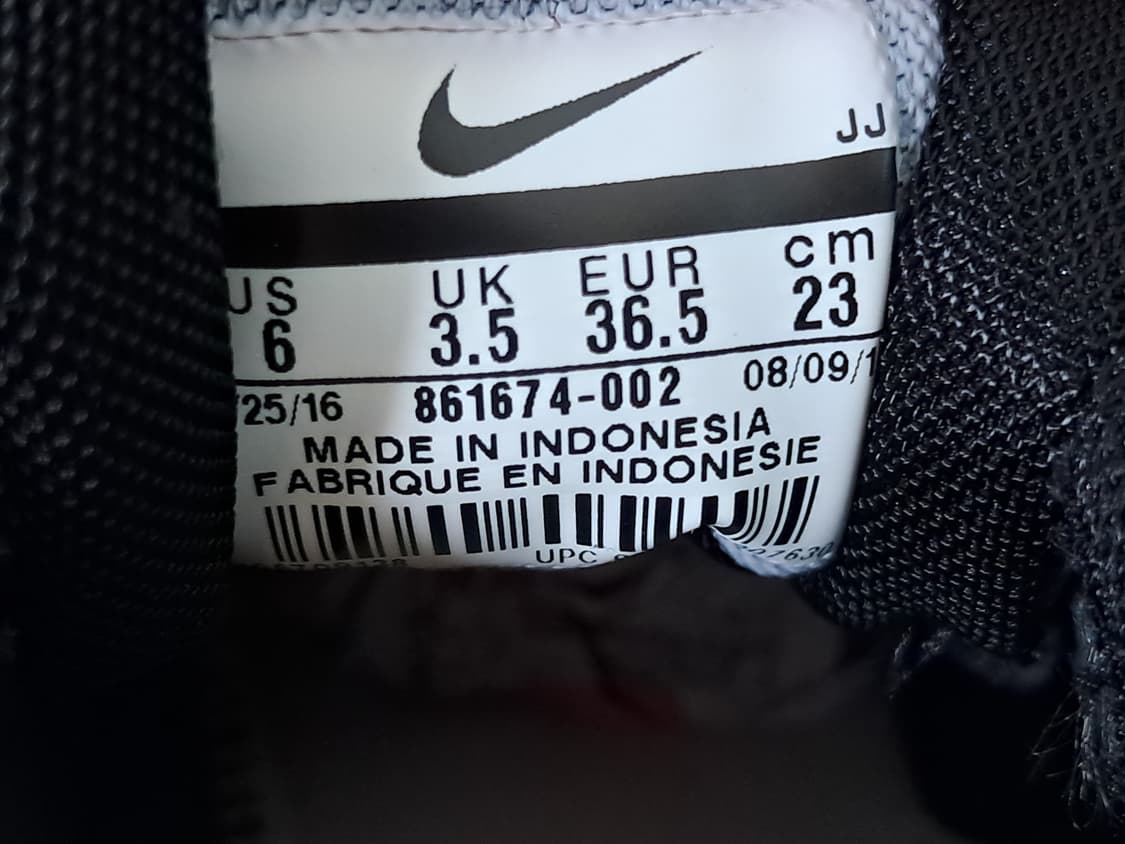 JJ
US UK EUR cm
6 3.5 36.5 23
25/16 861674-002 08/09/1
MADE IN INDONESIA
FABRIQUE EN INDONESIE
UPC